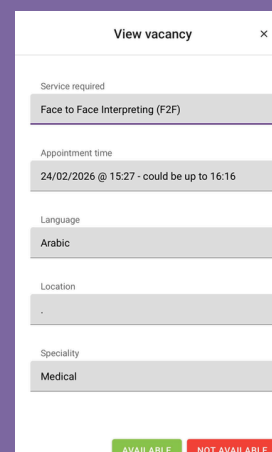 View vacancy ×
Service required
Face to Face Interpreting (F2F)
Appointment time
24/02/2026 @ 15:27 - could be up to 16:16
Language
Arabic
Location
.
Speciality
Medical
AVAILABLE NOT AVAILABLE